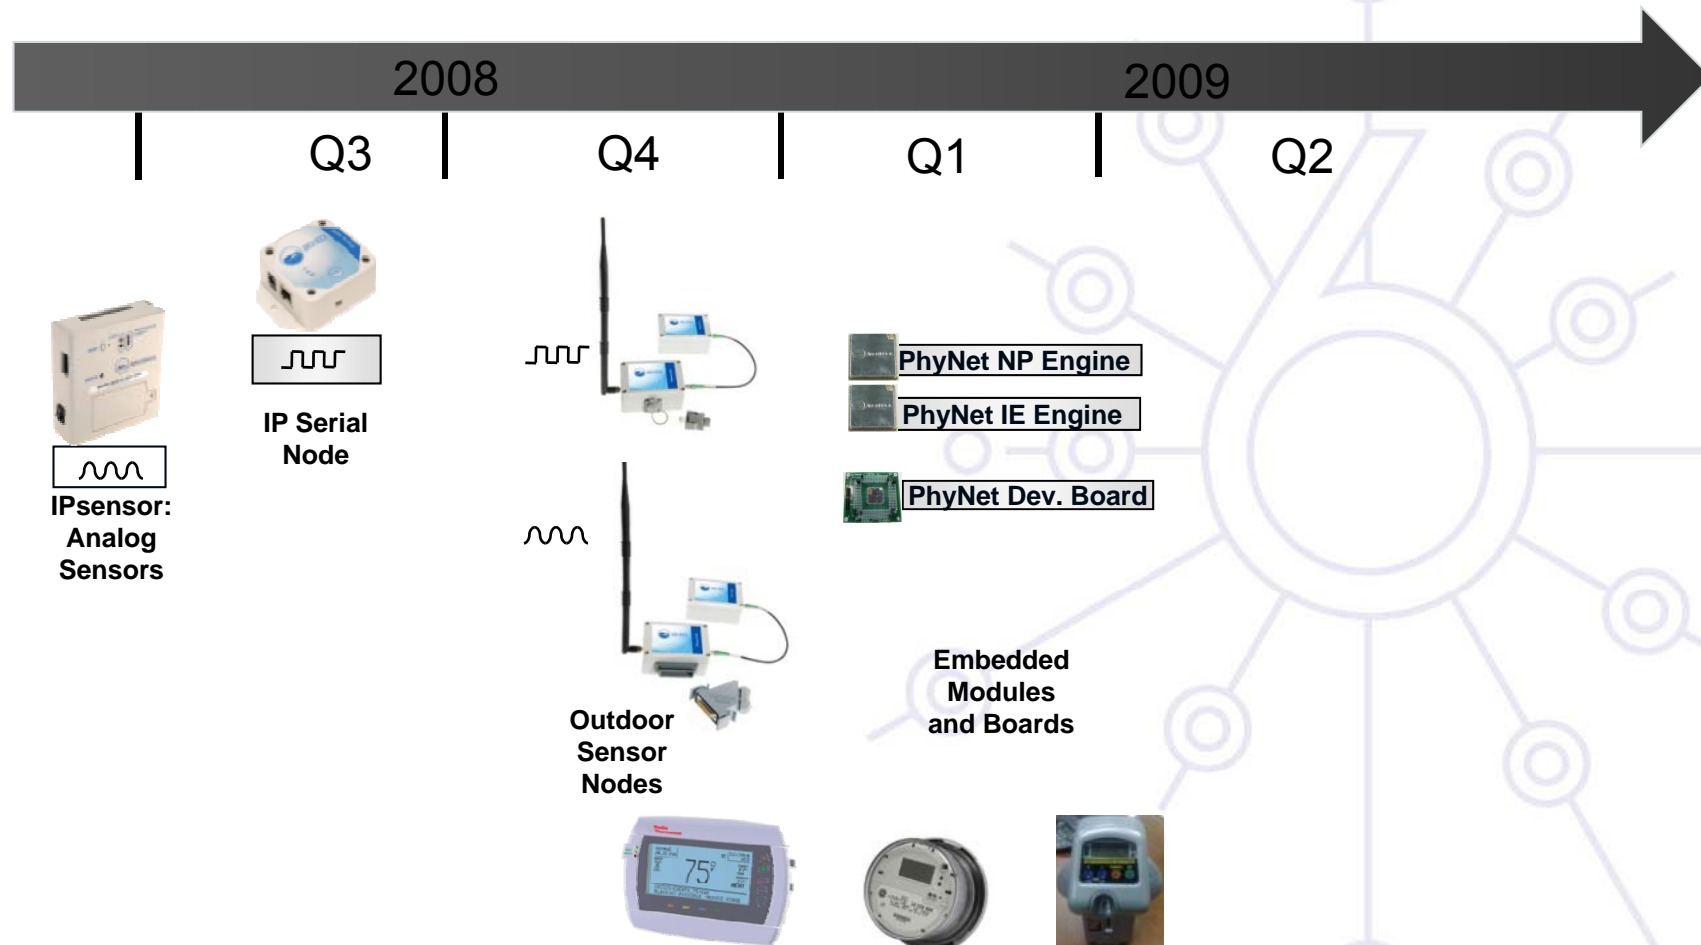 2008
2009
Q3
Q4
Q1
Q2
IPsensor:
Analog
Sensors
IP Serial
Node
Outdoor
Sensor
Nodes
PhyNet NP Engine
PhyNet IE Engine
PhyNet Dev. Board
Embedded
Modules
and Boards
75°